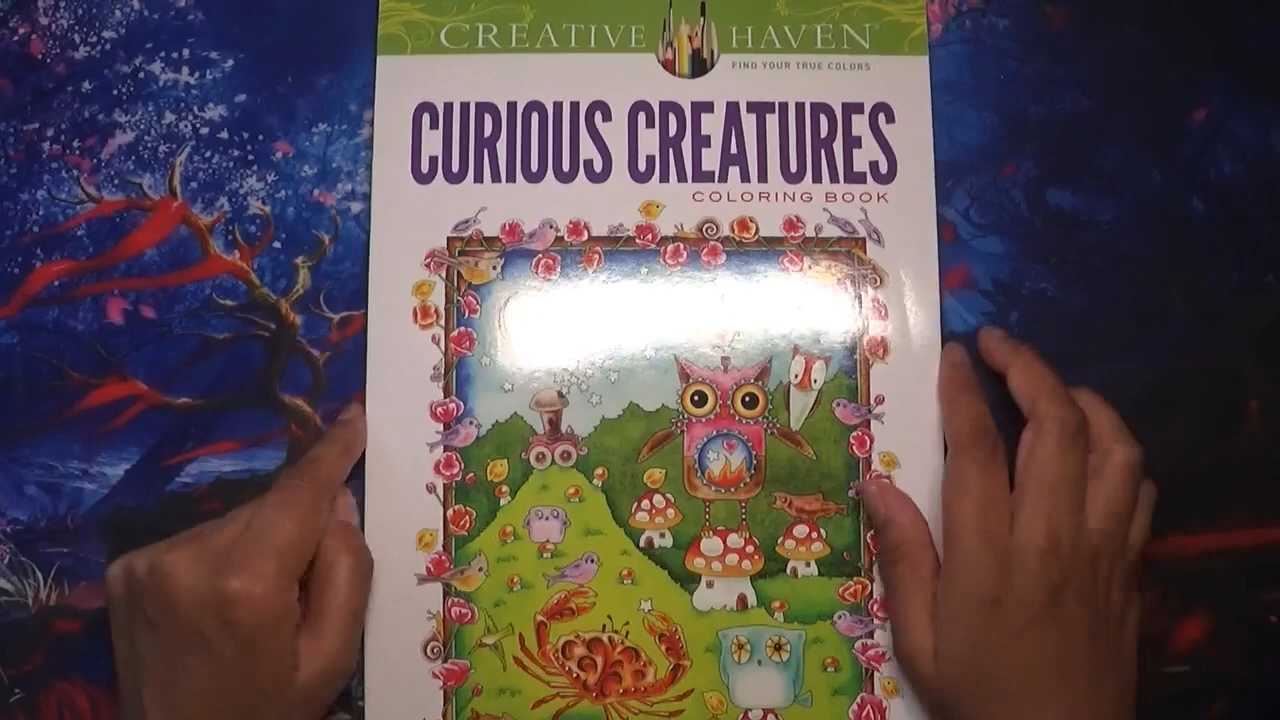 CREATIVE HAVEN®
FIND YOUR TRUE COLORS
CURIOUS CREATURES
COLORING BOOK